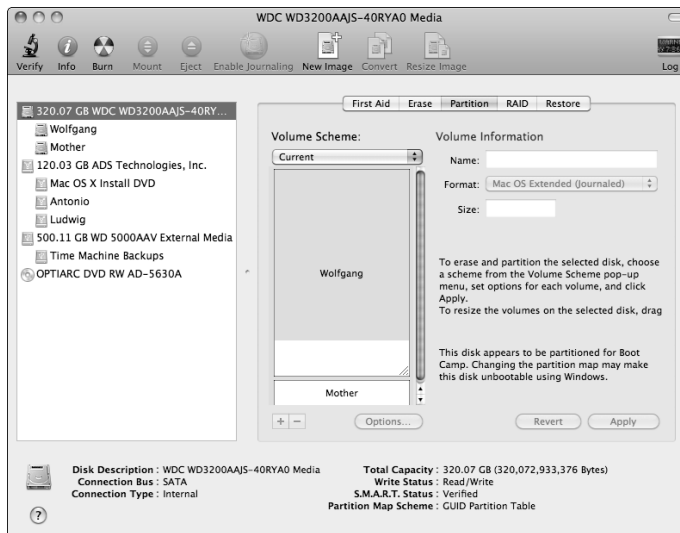 WDC WD3200AAJS-40RYA0 Media
Verify Info Burn Mount Eject Enable Journaling New Image Convert Resize Image Log
320.07 GB WDC WD3200AAJS-40RY...
Wolfgang
Mother
120.03 GB ADS Technologies, Inc.
Mac OS X Install DVD
Antonio
Ludwig
500.11 GB WD 5000AAV External Media
Time Machine Backups
OPTIARC DVD RW AD-5630A
First Aid Erase Partition RAID Restore
Volume Scheme:
Current
Wolfgang
Mother
+ −
Options...
Volume Information
Name:
Format: Mac OS Extended (Journaled)
Size:
To erase and partition the selected disk, choose
a scheme from the Volume Scheme pop-up
menu, set options for each volume, and click
Apply.
To resize the volumes on the selected disk, drag
This disk appears to be partitioned for Boot
Camp. Changing the partition map may make
this disk unbootable using Windows.
Revert Apply
Disk Description : WDC WD3200AAJS-40RYA0 Media
Connection Bus : SATA
Connection Type : Internal
Total Capacity : 320.07 GB (320,072,933,376 Bytes)
Write Status : Read/Write
S.M.A.R.T. Status : Verified
Partition Map Scheme : GUID Partition Table
?